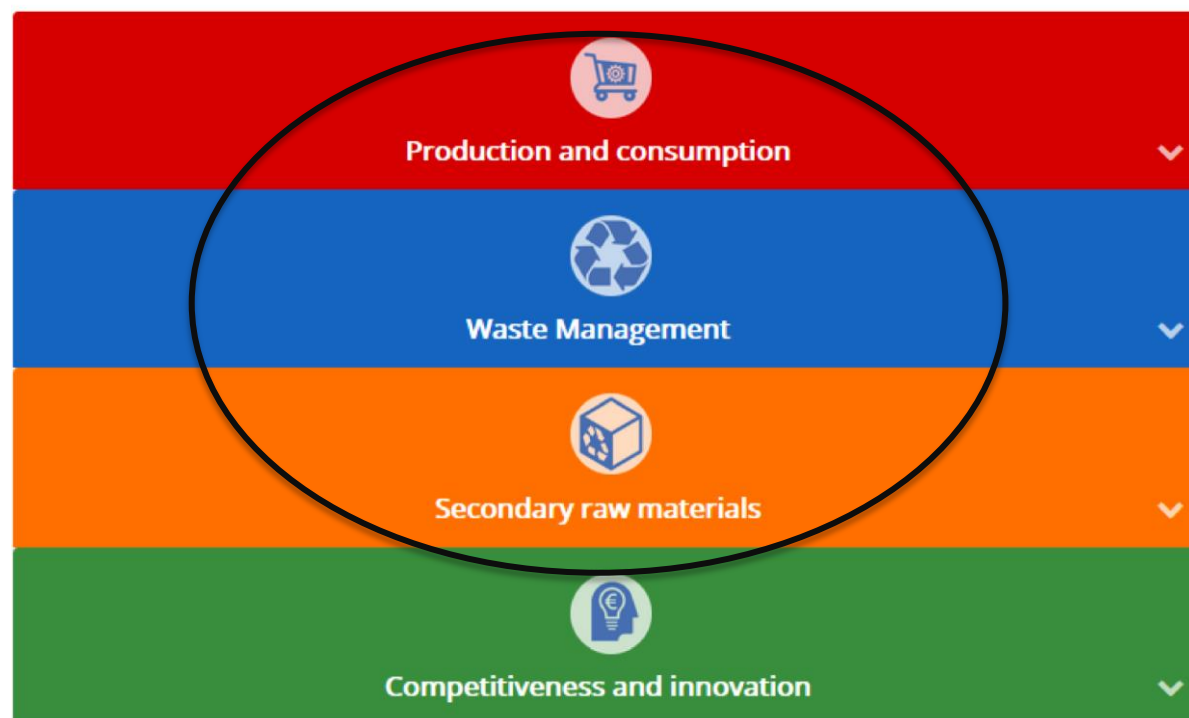 Production and consumption
Waste Management
Secondary raw materials
€
Competitiveness and innovation